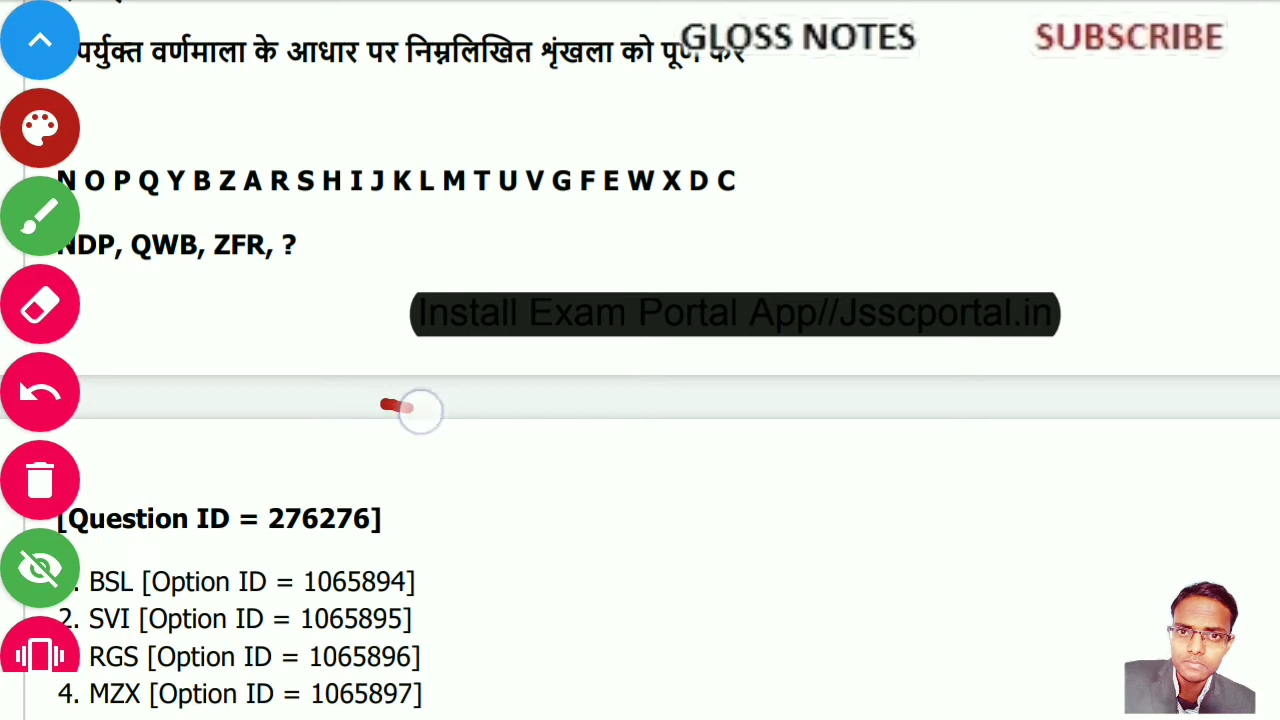 GLOSS NOTES
SUBSCRIBE
वर्णमाला के आधार पर निम्नलिखित श्रृंखला को
N O P Q Y B Z A R S H I J K L M T U V G F E W X D C
NDP, QWB, ZFR, ?
Install Exam Portal App//Jsscportal.in
[Question ID = 276276]
. BSL [Option ID = 1065894]
2. SVI [Option ID = 1065895]
RGS [Option ID = 1065896]
4. MZX [Option ID = 1065897]